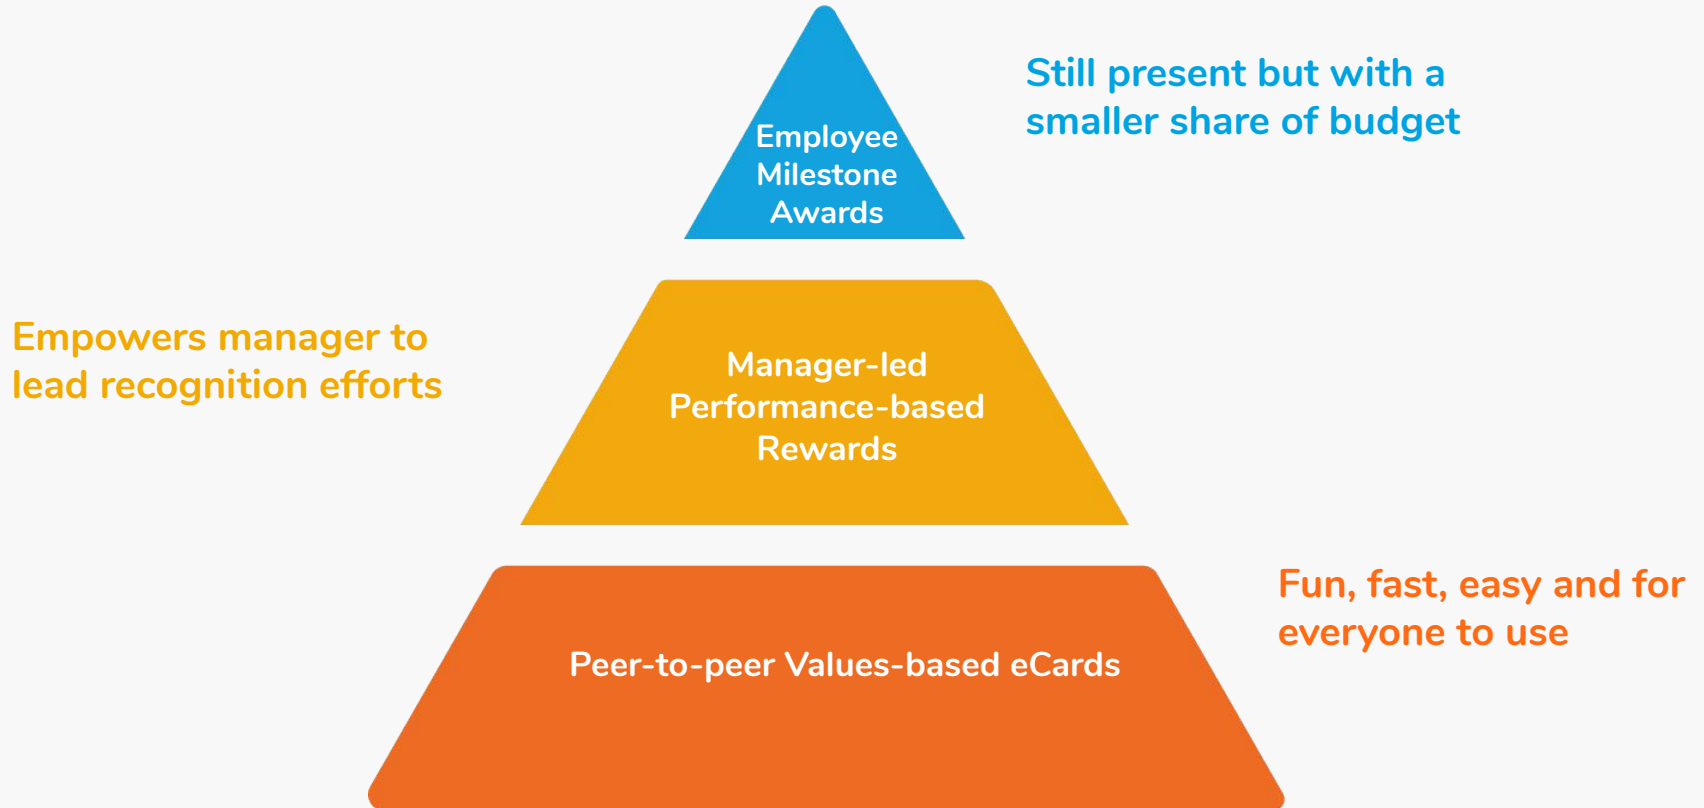 Still present but with a
smaller share of budget
Employee
Milestone
Awards
Empowers manager to
lead recognition efforts
Manager-led
Performance-based
Rewards
Fun, fast, easy and for
everyone to use
Peer-to-peer Values-based eCards